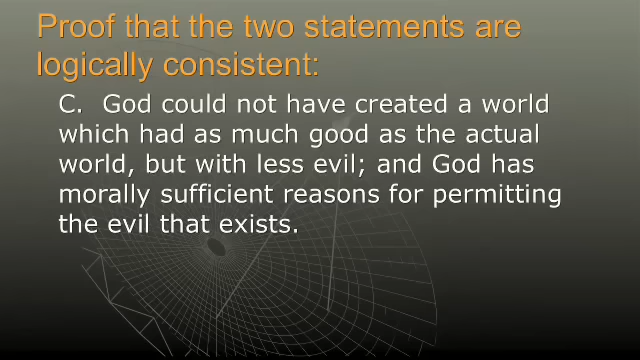 Proof that the two statements are
logically consistent:
C. God could not have created a world
which had as much good as the actual
world, but with less evil; and God has
morally sufficient reasons for permitting
the evil that exists.